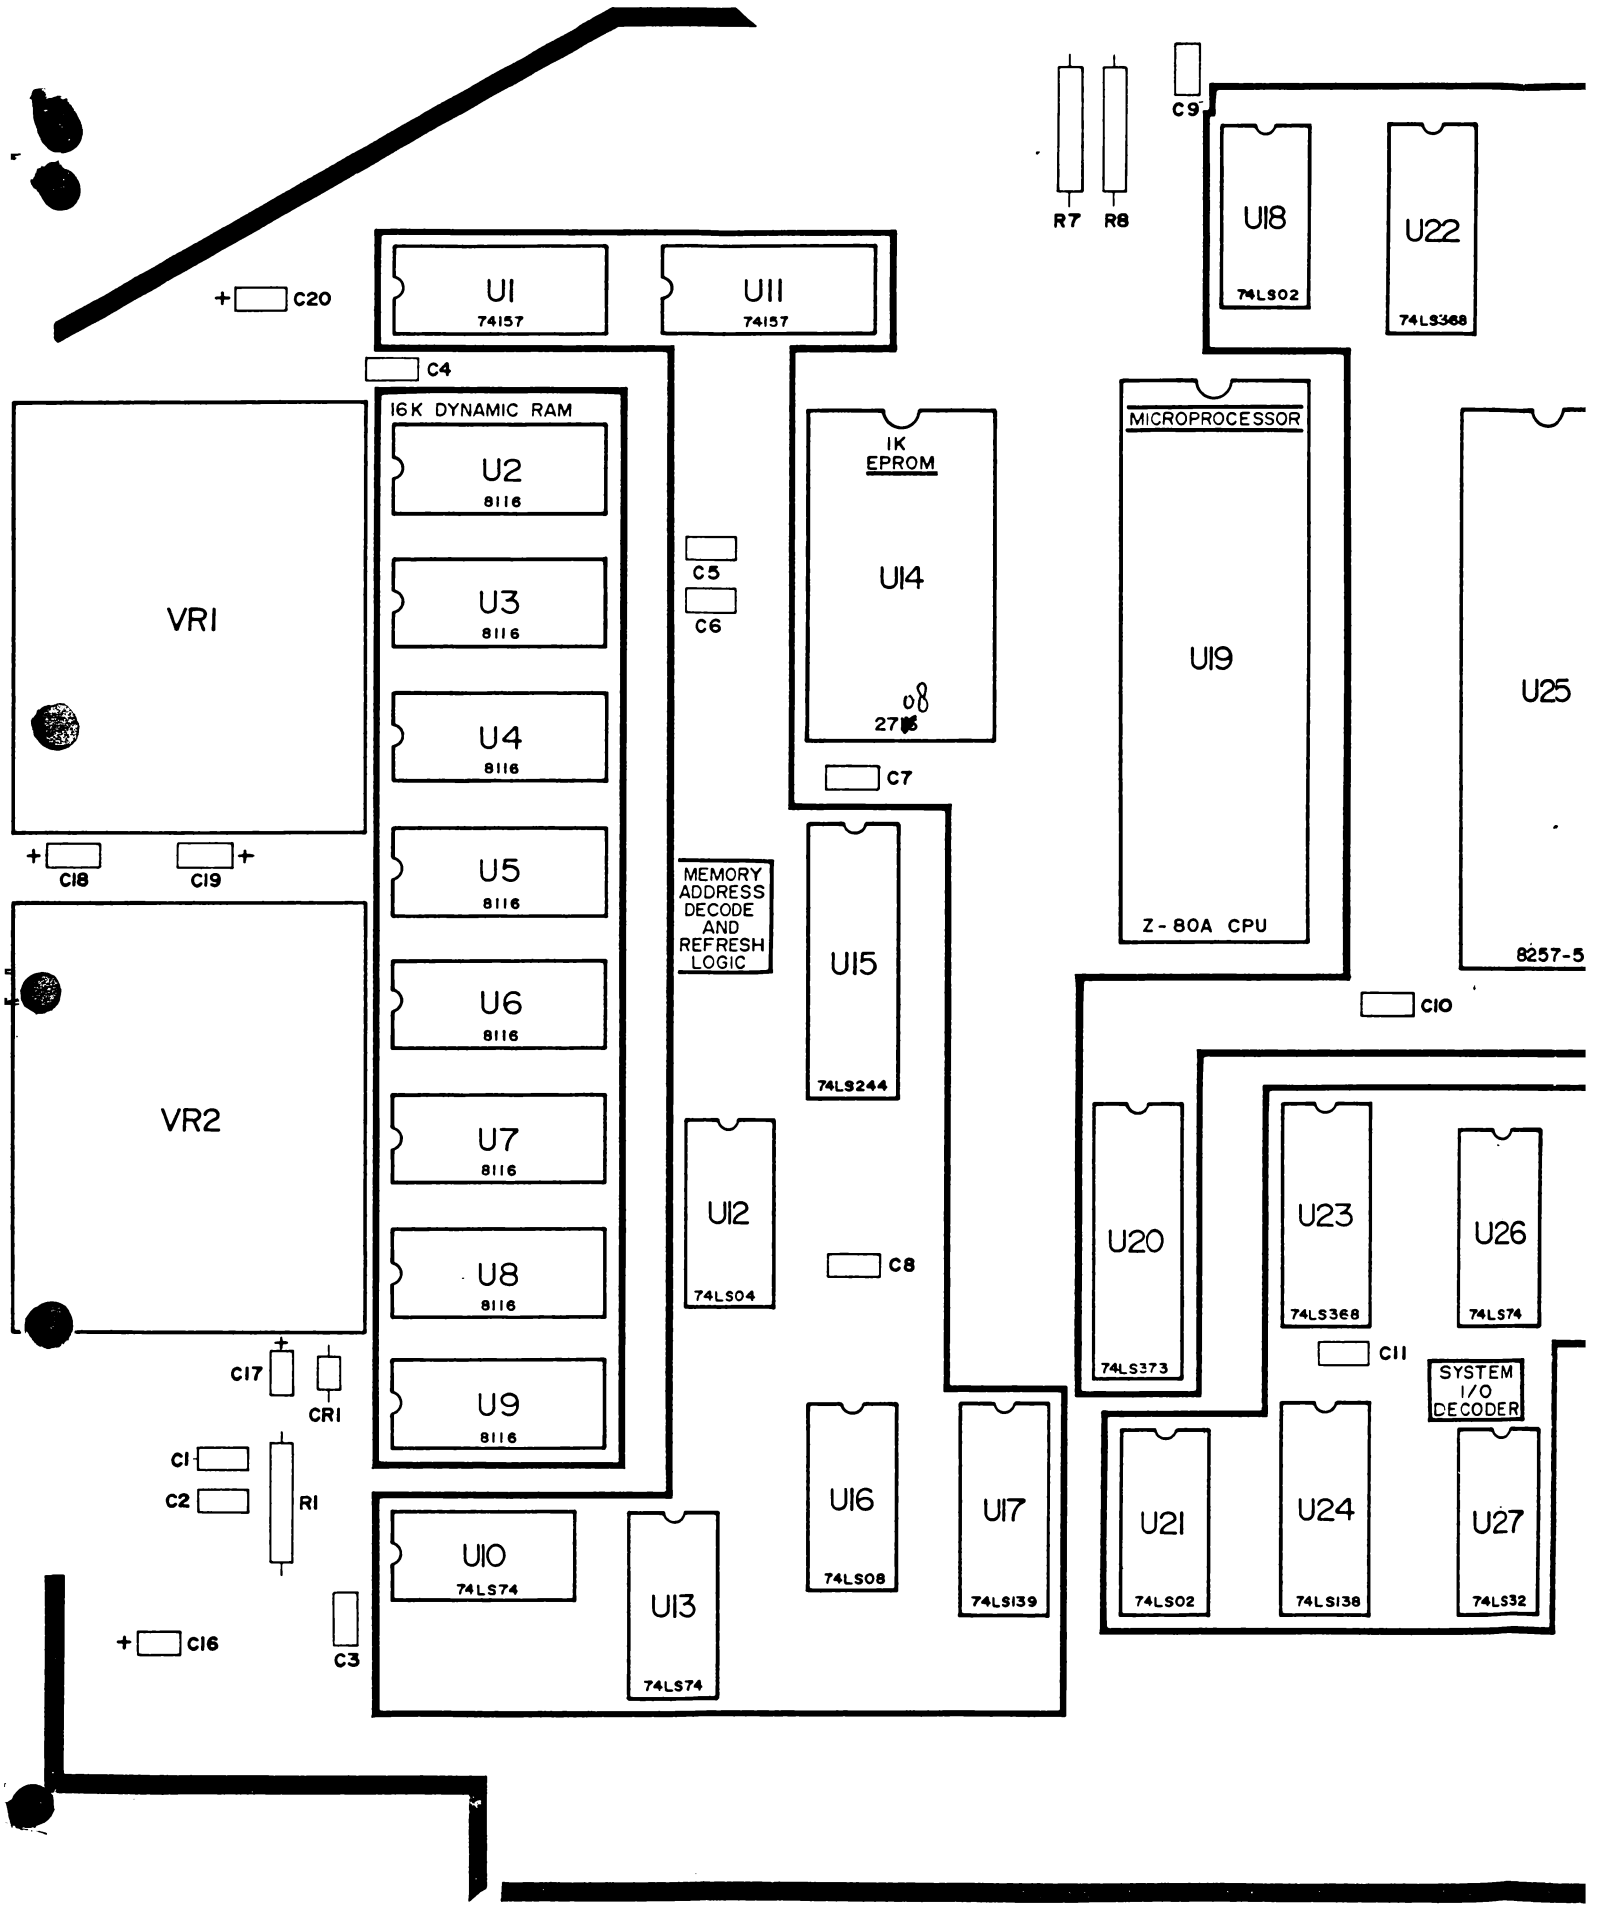 C9
R7
R8
U18
74LS02
U22
74LS368
+
C20
U1
74157
U11
74157
C4
16K DYNAMIC RAM
U2
8116
U3
8116
U4
8116
U5
8116
U6
8116
U7
8116
U8
8116
U9
8116
VR1
+
C18
C19
+
VR2
C5
C6
1K
EPROM
U14
08
27
C7
MICROPROCESSOR
U19
Z-80A CPU
U25
8257-5
C10
MEMORY
ADDRESS
DECODE
AND
REFRESH
LOGIC
U15
74LS244
U12
74LS04
C8
U20
74LS373
U23
74LS368
U26
74LS74
C11
SYSTEM
I/O
DECODER
+
C17
CR1
C1
C2
R1
+
C16
C3
U10
74LS74
U13
74LS74
U16
74LS08
U17
74LS139
U21
74LS02
U24
74LS138
U27
74LS32